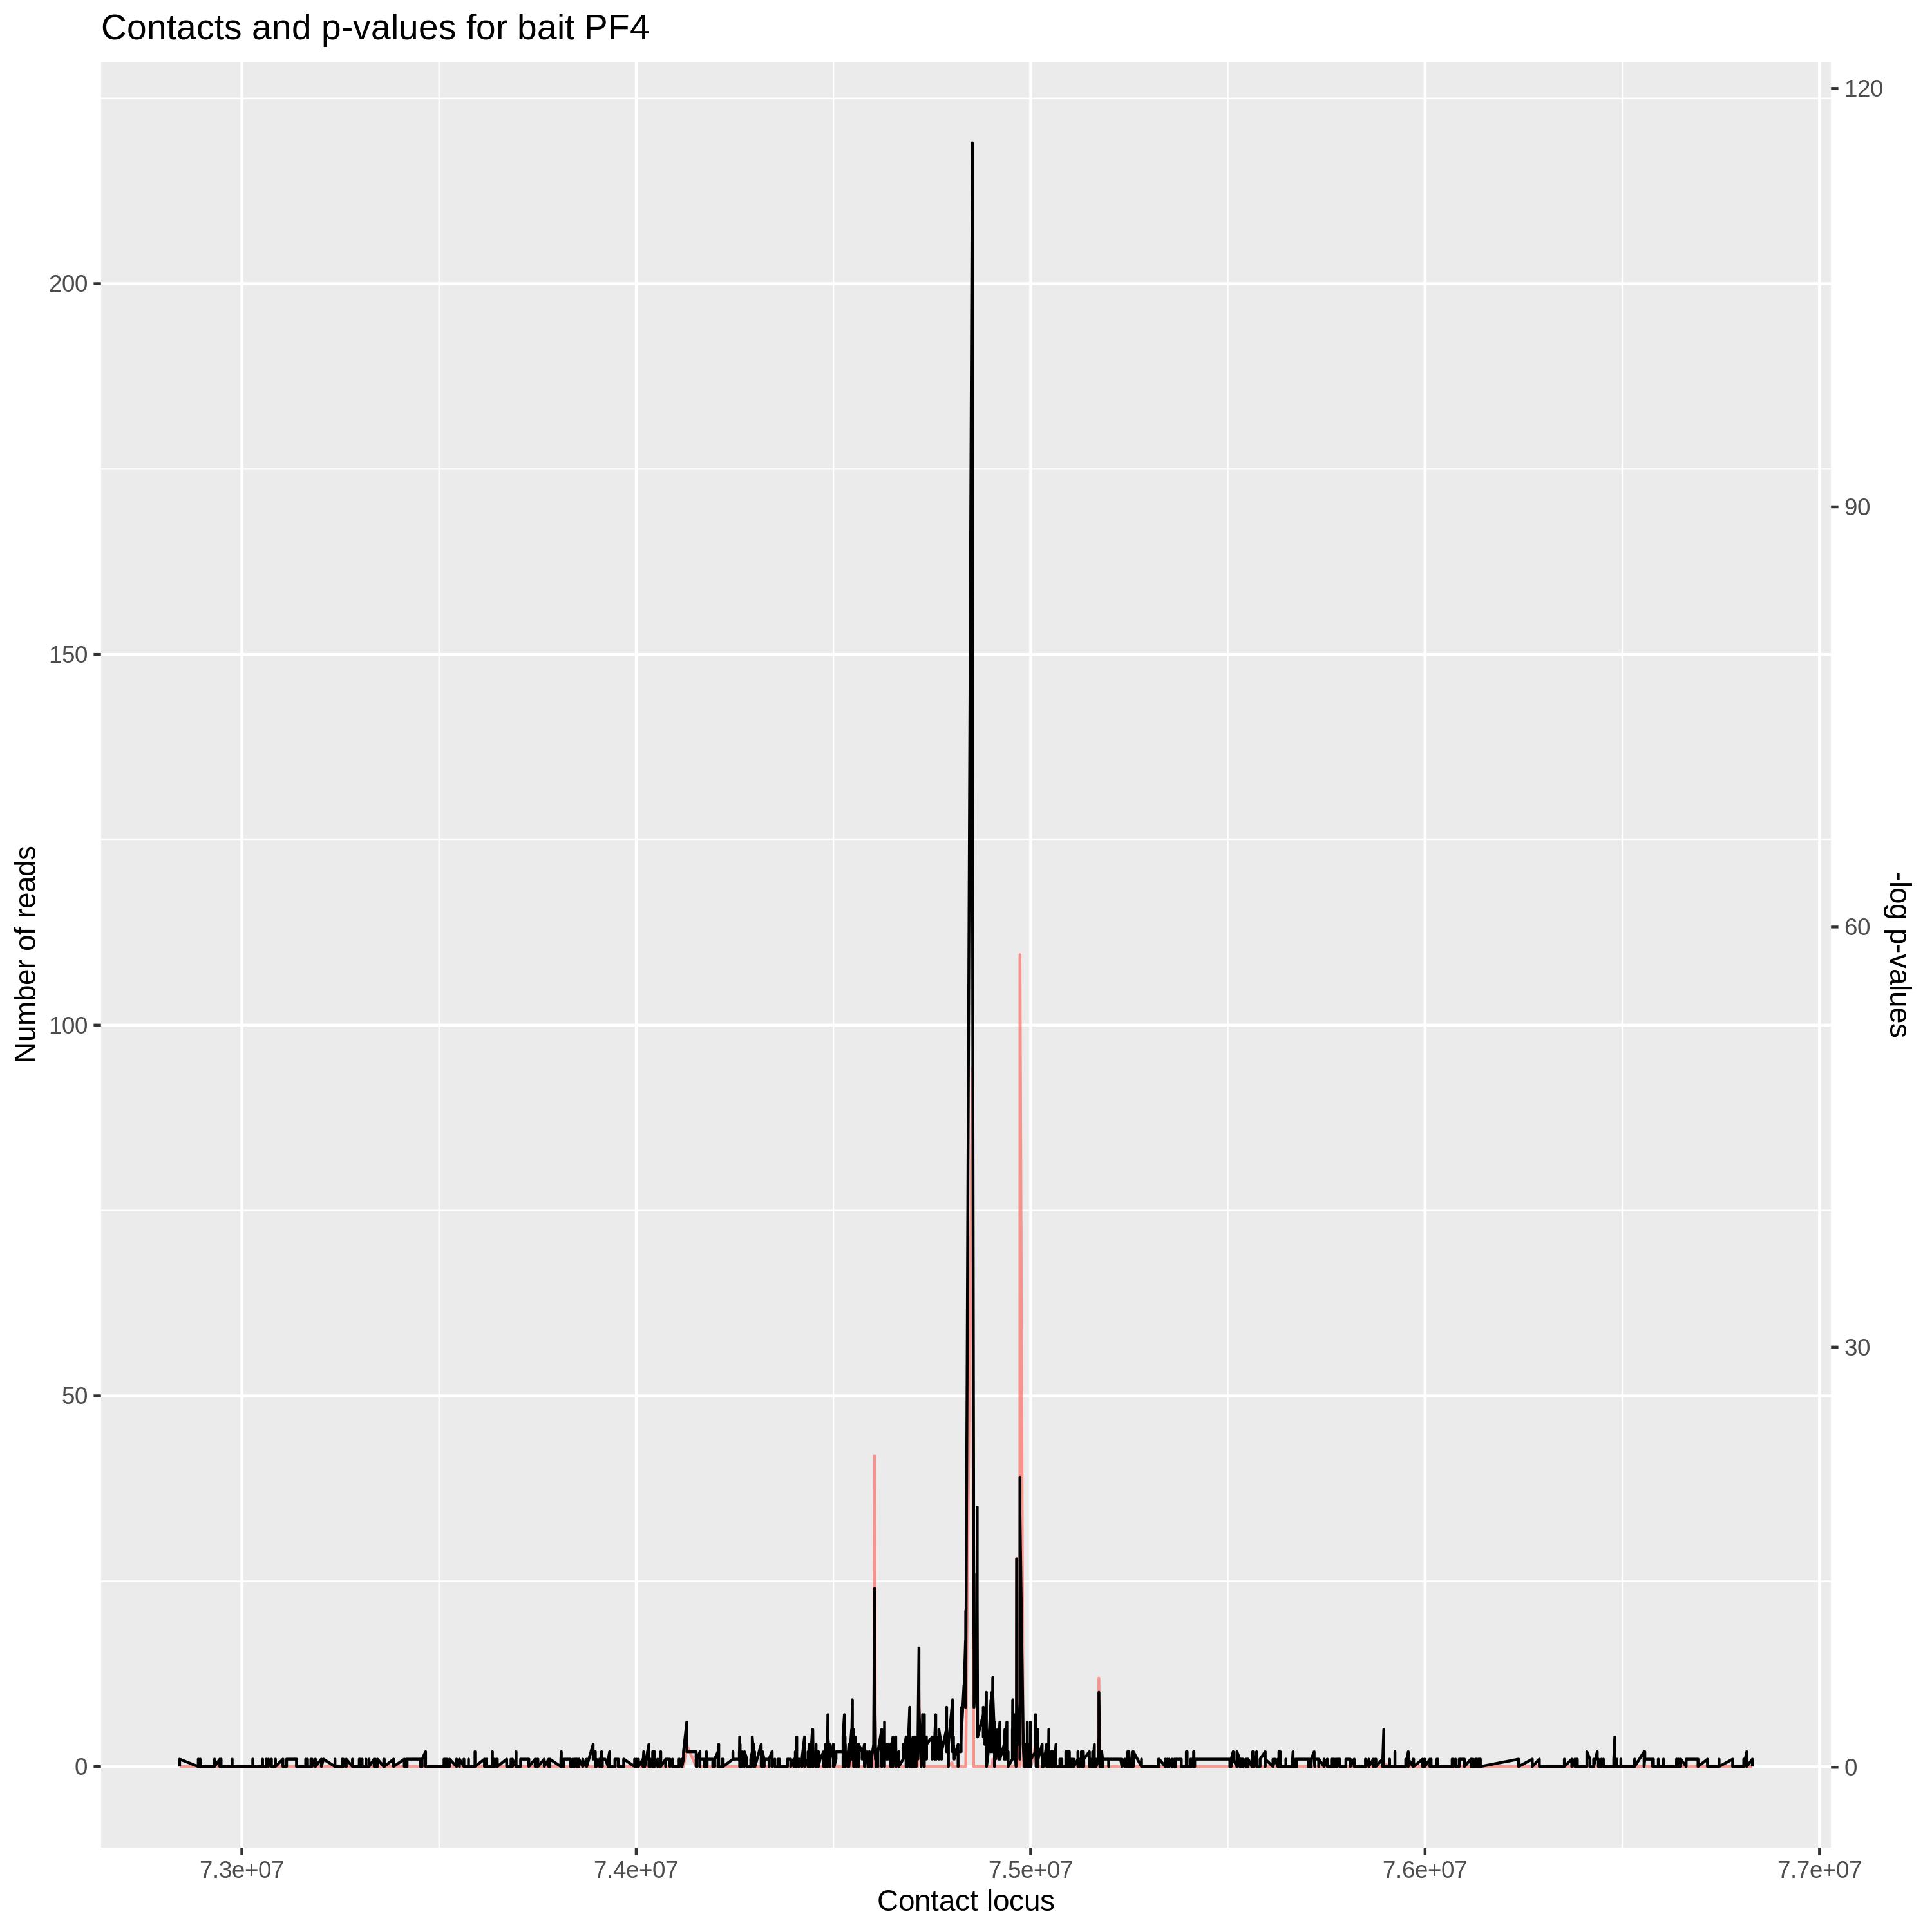 Contacts and p-values for bait PF4
Number of reads
200
150
100
50
0
120
90
60
30
0
-log p-values
7.3e+07
7.4e+07
7.5e+07
7.6e+07
7.7e+07
Contact locus